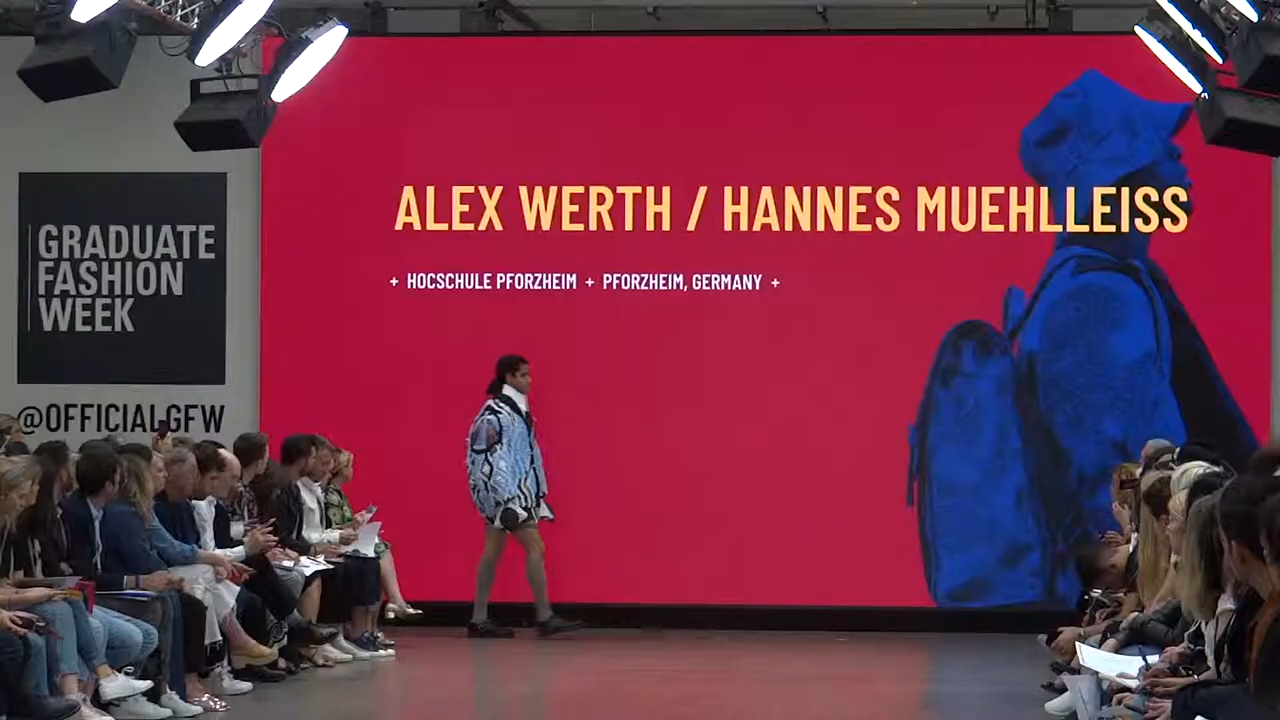 GRADUATE
FASHION
WEEK
@OFFICIALGFW
ALEX WERTH / HANNES MUEHLLEISS
+ HOCSCHULE PFORZHEIM + PFORZHEIM, GERMANY +